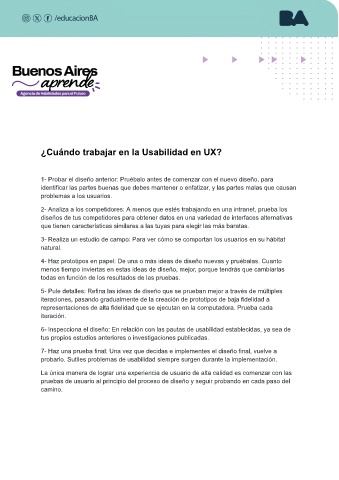 /educacionBA
BA
Buenos Aires
aprende
Agencia de Habilidades para el Futuro
¿Cuándo trabajar en la Usabilidad en UX?
1- Probar el diseño anterior: Pruébalo antes de comenzar con el nuevo diseño, para
identificar las partes buenas que debes mantener o enfatizar, y las partes malas que causan
problemas a los usuarios.
2- Analiza a los competidores: A menos que estés trabajando en una intranet, prueba los
diseños de tus competidores para obtener datos en una variedad de interfaces alternativas
que tienen características similares a las tuyas para elegir las más baratas.
3- Realiza un estudio de campo: Para ver cómo se comportan los usuarios en su hábitat
natural.
4- Haz prototipos en papel: De una o más ideas de diseño nuevas y pruébalas. Cuanto
menos tiempo inviertas en estas ideas de diseño, mejor, porque tendrás que cambiarlas
todas en función de los resultados de las pruebas.
5- Pule detalles: Refina las ideas de diseño que se prueban mejor a través de múltiples
iteraciones, pasando gradualmente de la creación de prototipos de baja fidelidad a
representaciones de alta fidelidad que se ejecutan en la computadora. Prueba cada
iteración.
6- Inspecciona el diseño: En relación con las pautas de usabilidad establecidas, ya sea de
tus propios estudios anteriores o investigaciones publicadas.
7- Haz una prueba final: Una vez que decidas e implementes el diseño final, vuelve a
probarlo. Sutiles problemas de usabilidad siempre surgen durante la implementación.
La única manera de lograr una experiencia de usuario de alta calidad es comenzar con las
pruebas de usuario al principio del proceso de diseño y seguir probando en cada paso del
camino.